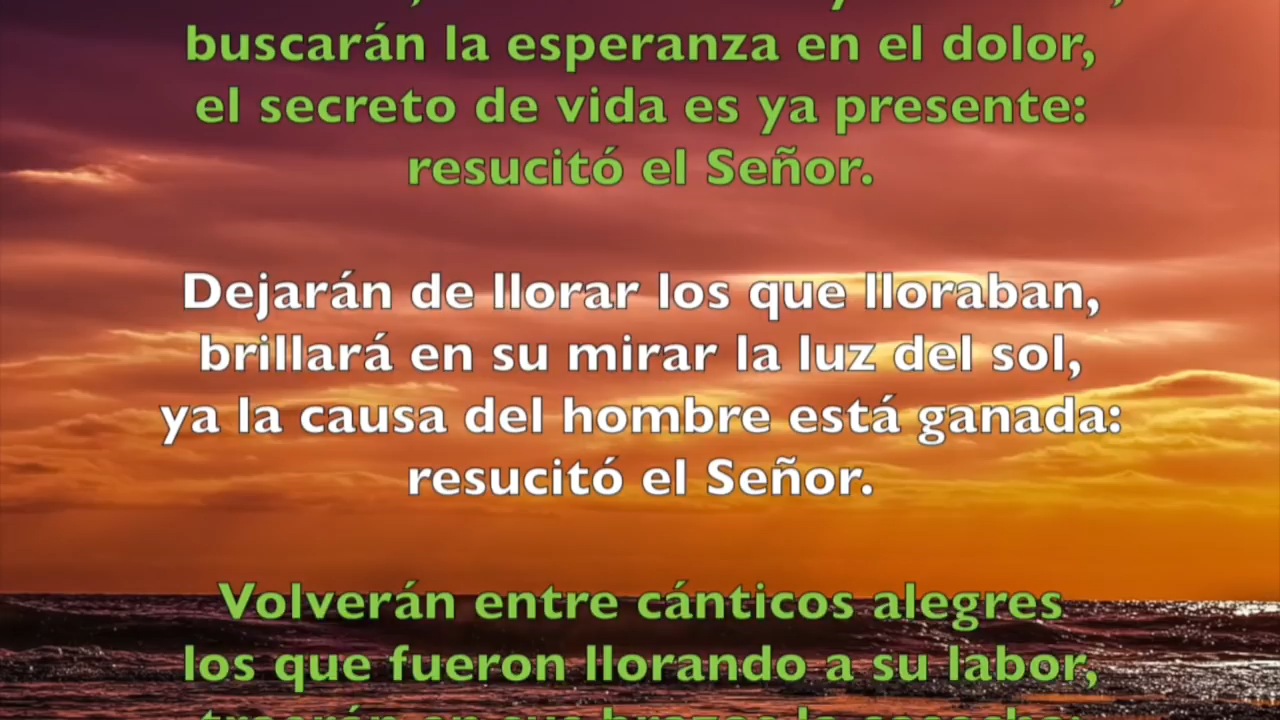 buscarán la esperanza en el dolor,
el secreto de vida es ya presente:
resucitó el Señor.
Dejarán de llorar los que lloraban,
brillará en su mirar la luz del sol,
ya la causa del hombre está ganada:
resucitó el Señor.
Volverán entre cánticos alegres
los que fueron llorando a su labor,